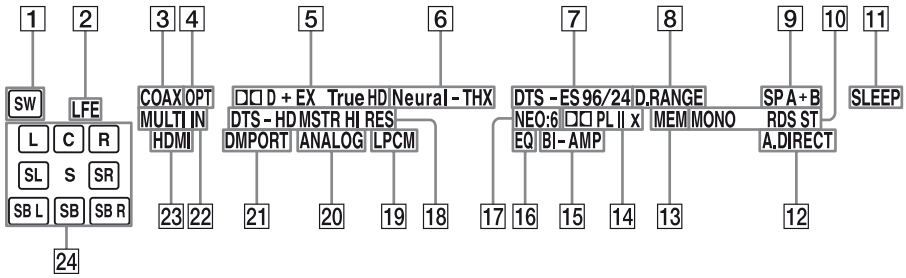 1 2 3 4 5 6 7 8 9 10 11
SW LFE COAX OPT D + EX True HD Neural - THX DTS - ES 96/24 D.RANGE SP A + B SLEEP
MULTI IN DTS - HD MSTR HI RES NEO:6 PL II x MEM MONO RDS ST
L C R HDMI DMPORT ANALOG LPCM EQ BI - AMP A.DIRECT
SL S SR
SB L SB SB R
23 22 21 20 19 18 17 16 15 14 13 12
24